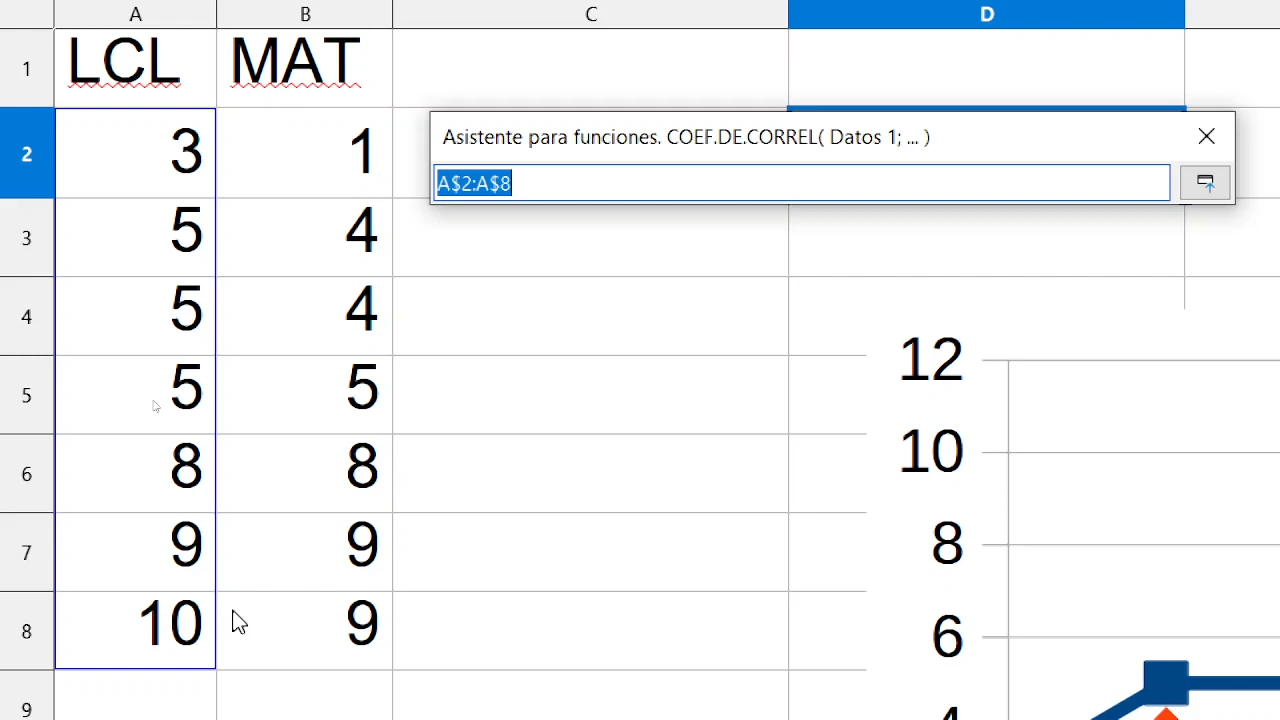 A B C D
1 LCL MAT
Asistente para funciones. COEF.DE.CORREL( Datos 1; ... )
A$2:A$8
2 3 1
3 5 4
4 5 4
5 5 5
6 8 8
7 9 9
8 10 9
9
12
10
8
6
4